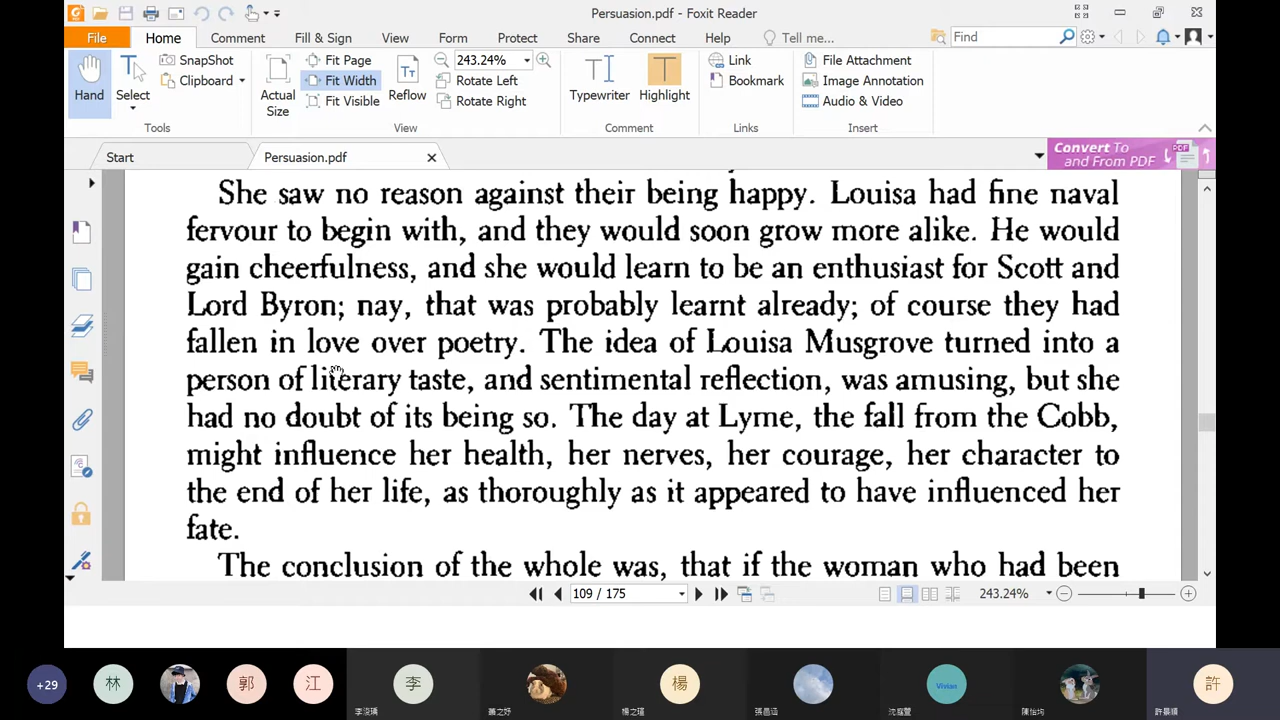 Persuasion.pdf - Foxit Reader
File Home Comment Fill & Sign View Form Protect Share Connect Help Tell me... Find
Hand
Select
SnapShot
Clipboard
Tools
Actual Size
Fit Page
Fit Width
Fit Visible
Reflow
243.24%
Rotate Left
Rotate Right
View
Typewriter
Highlight
Comment
Link
Bookmark
Links
File Attachment
Image Annotation
Audio & Video
Insert
Start Persuasion.pdf
Convert To and From PDF
PDF
She saw no reason against their being happy. Louisa had fine naval
fervour to begin with, and they would soon grow more alike. He would
gain cheerfulness, and she would learn to be an enthusiast for Scott and
Lord Byron; nay, that was probably learnt already; of course they had
fallen in love over poetry. The idea of Louisa Musgrove turned into a
person of literary taste, and sentimental reflection, was amusing, but she
had no doubt of its being so. The day at Lyme, the fall from the Cobb,
might influence her health, her nerves, her courage, her character to
the end of her life, as thoroughly as it appeared to have influenced her
fate.
The conclusion of the whole was, that if the woman who had been
109 / 175 243.24%
+29 林 郭 江 李 楊 Vivian 許